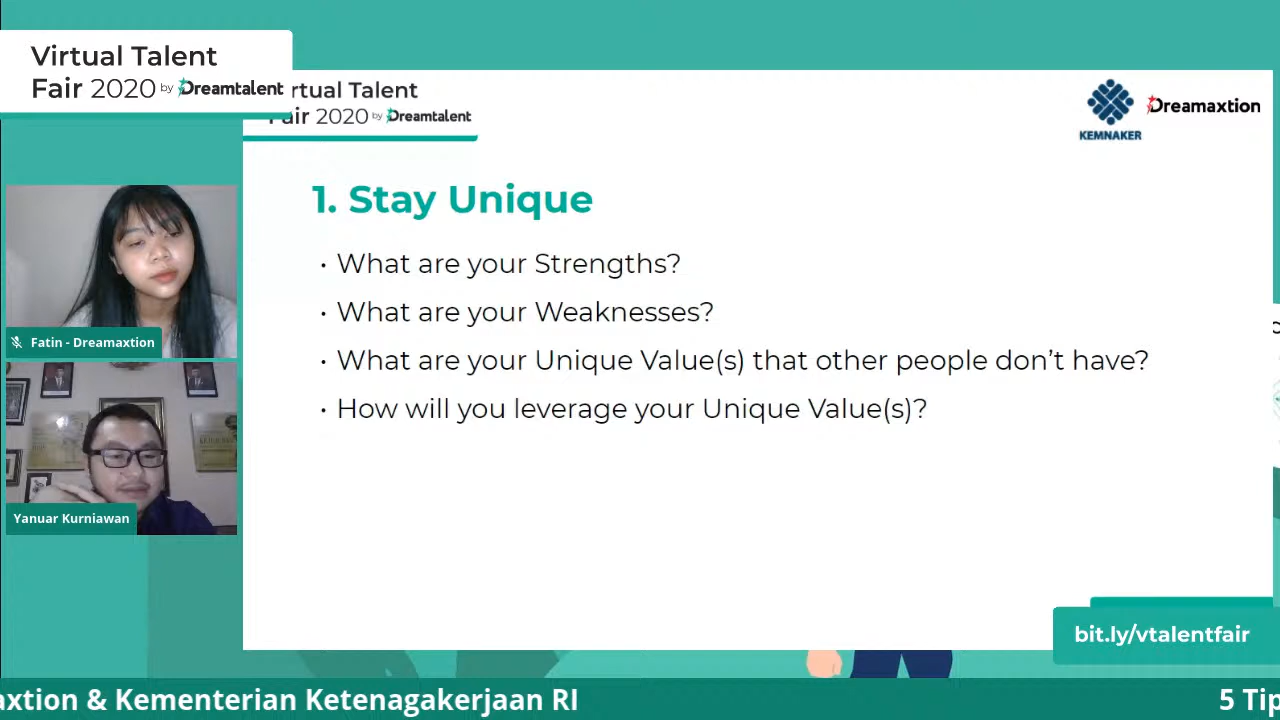 Virtual Talent
Fair 2020 by Dreamtalent
rtual Talent
Fair 2020 by Dreamtalent
KEMNAKER
Dreamaxtion
1. Stay Unique
• What are your Strengths?
• What are your Weaknesses?
• What are your Unique Value(s) that other people don't have?
• How will you leverage your Unique Value(s)?
Fatin - Dreamaxtion
Yanuar Kurniawan
bit.ly/vtalentfair
axtion & Kementerian Ketenagakerjaan RI
5 Tip